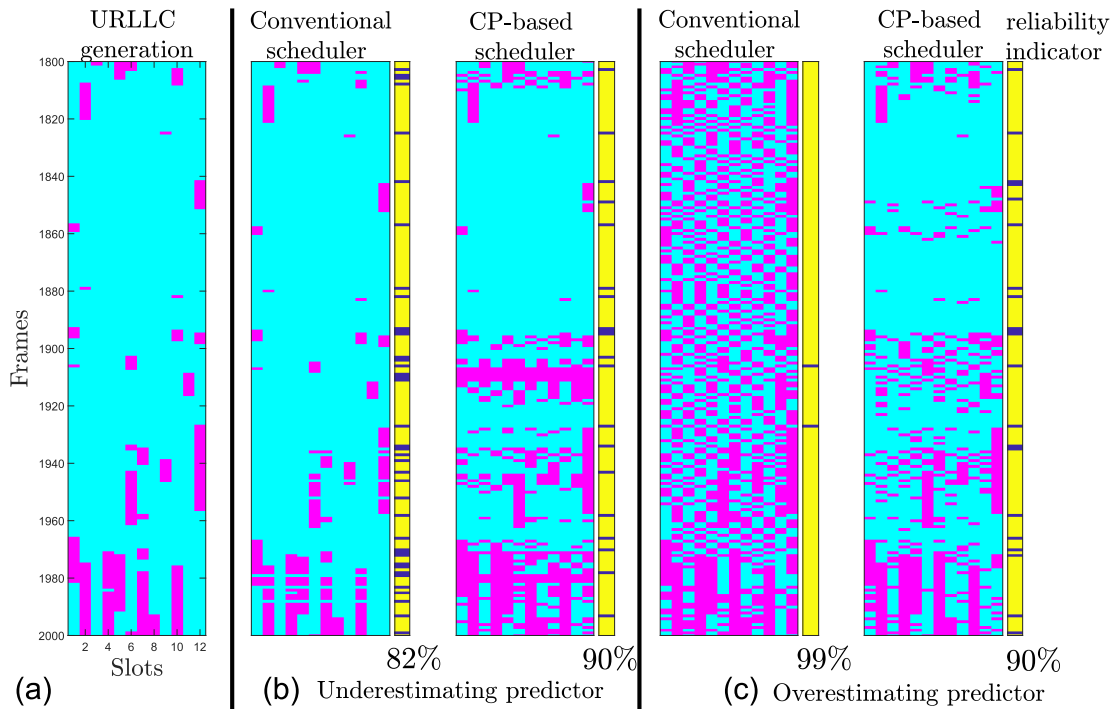 URLLC
generation
Conventional
scheduler
CP-based
scheduler
Conventional
scheduler
CP-based
scheduler
reliability
indicator
1800
1820
1840
1860
1880
1900
1920
1940
1960
1980
2000
Frames
2 4 6 8 10 12
Slots
82%
90%
99%
90%
(a)
(b) Underestimating predictor
(c) Overestimating predictor